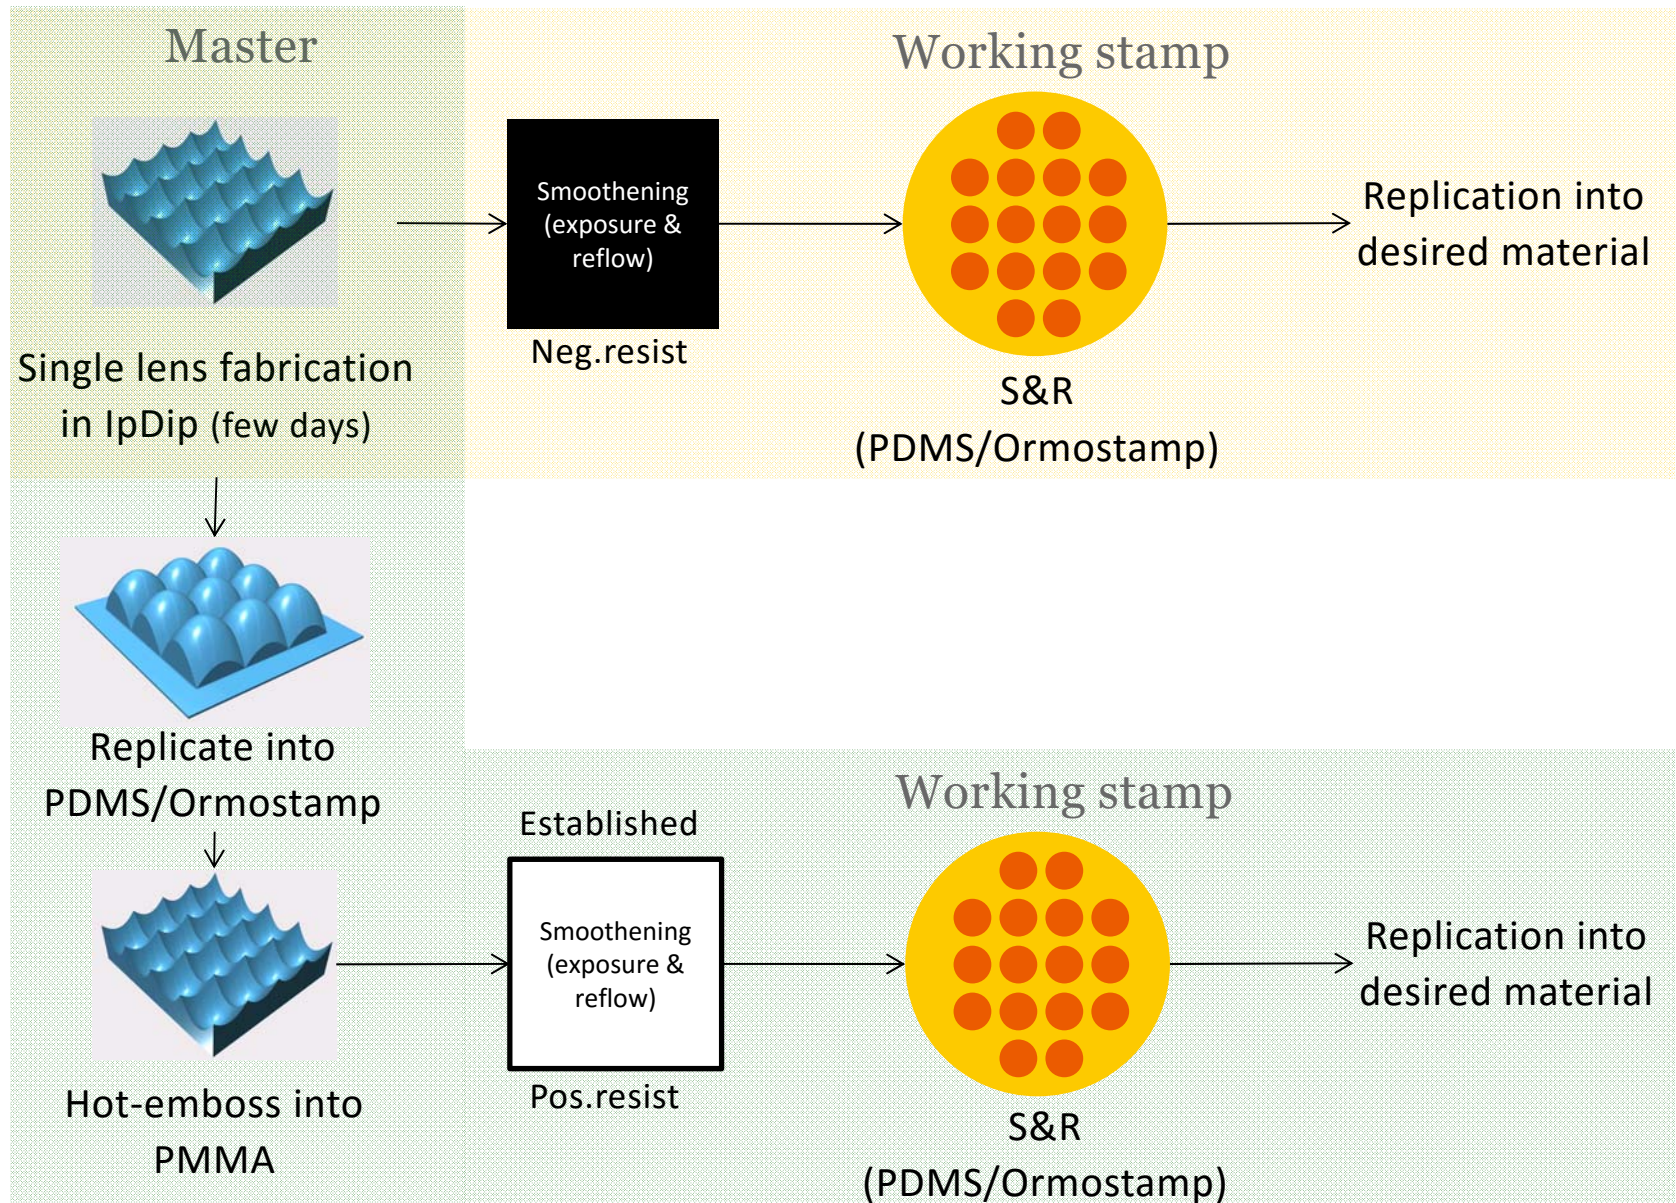 Master
Working stamp
Smoothening
(exposure &
reflow)
Neg.resist
Replication into
desired material
Single lens fabrication
in IpDip (few days)
S&R
(PDMS/Ormostamp)
Replicate into
PDMS/Ormostamp
Working stamp
Established
Smoothening
(exposure &
reflow)
Pos.resist
Replication into
desired material
Hot-emboss into
PMMA
S&R
(PDMS/Ormostamp)